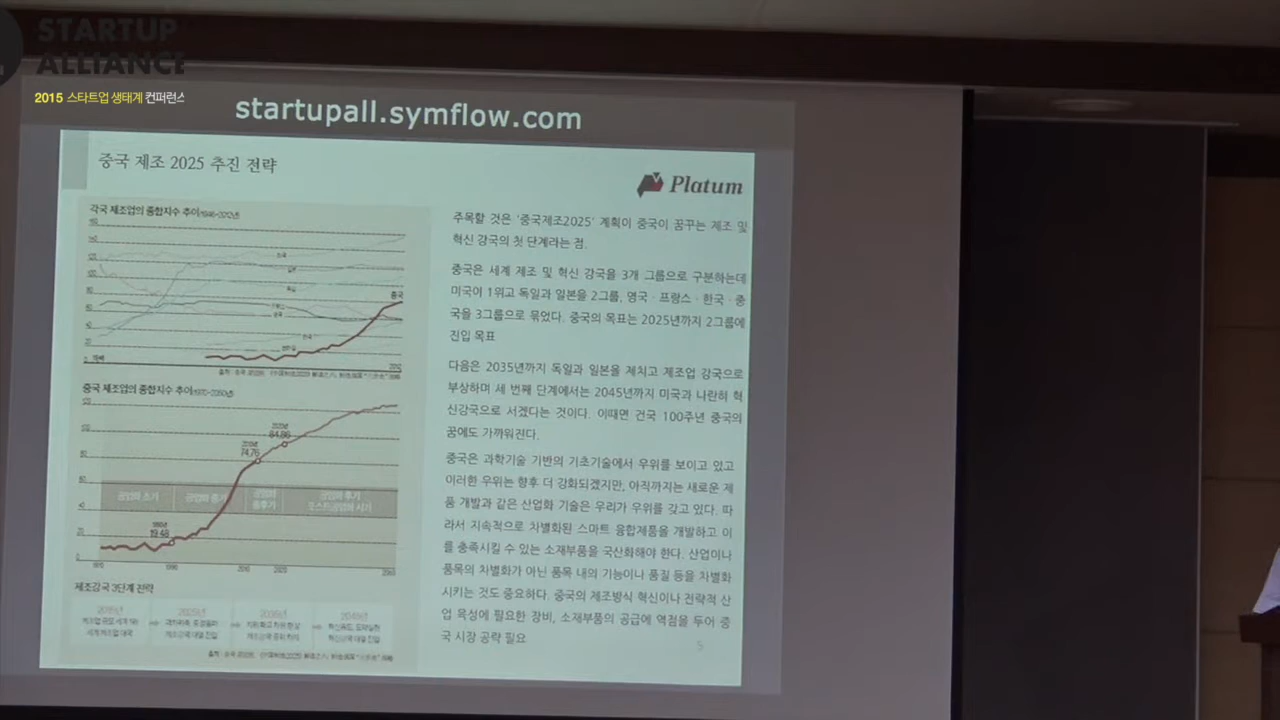 STARTUP
ALLIANCE
2015 스타트업 생태계 컨퍼런스
startupall.symflow.com
중국 제조 2025 추진 전략
Platum
각국 제조업의 종합지수 추이
중국
중국 제조업의 종합지수 추이
84.88
74.76
공업화 초기
19.48
제조강국 3단계 전략
주목할 것은 '중국제조2025' 계획이 중국이 꿈꾸는 제조 및
혁신 강국의 첫 단계라는 점.
중국은 세계 제조 및 혁신 강국을 3개 그룹으로 구분하는데
미국이 1위고 독일과 일본을 2그룹, 영국·프랑스·한국·중
국을 3그룹으로 묶었다. 중국의 목표는 2025년까지 2그룹에
진입 목표
다음은 2035년까지 독일과 일본을 제치고 제조업 강국으로
부상하며 세 번째 단계에서는 2045년까지 미국과 나란히 혁
신강국으로 서겠다는 것이다. 이때면 건국 100주년 중국의
꿈에도 가까워진다.
중국은 과학기술 기반의 기초기술에서 우위를 보이고 있고
이러한 우위는 향후 더 강화되겠지만, 아직까지는 새로운 제
품 개발과 같은 산업화 기술은 우리가 우위를 갖고 있다. 따
라서 지속적으로 차별화된 스마트 융합제품을 개발하고 이
를 충족시킬 수 있는 소재부품을 국산화해야 한다. 산업이나
품목의 차별화가 아닌 품목 내의 기능이나 품질 등을 차별화
시키는 것도 중요하다. 중국의 제조방식 혁신이나 전략적 산
업 육성에 필요한 장비, 소재부품의 공급에 역점을 두어 중
국 시장 공략 필요
5